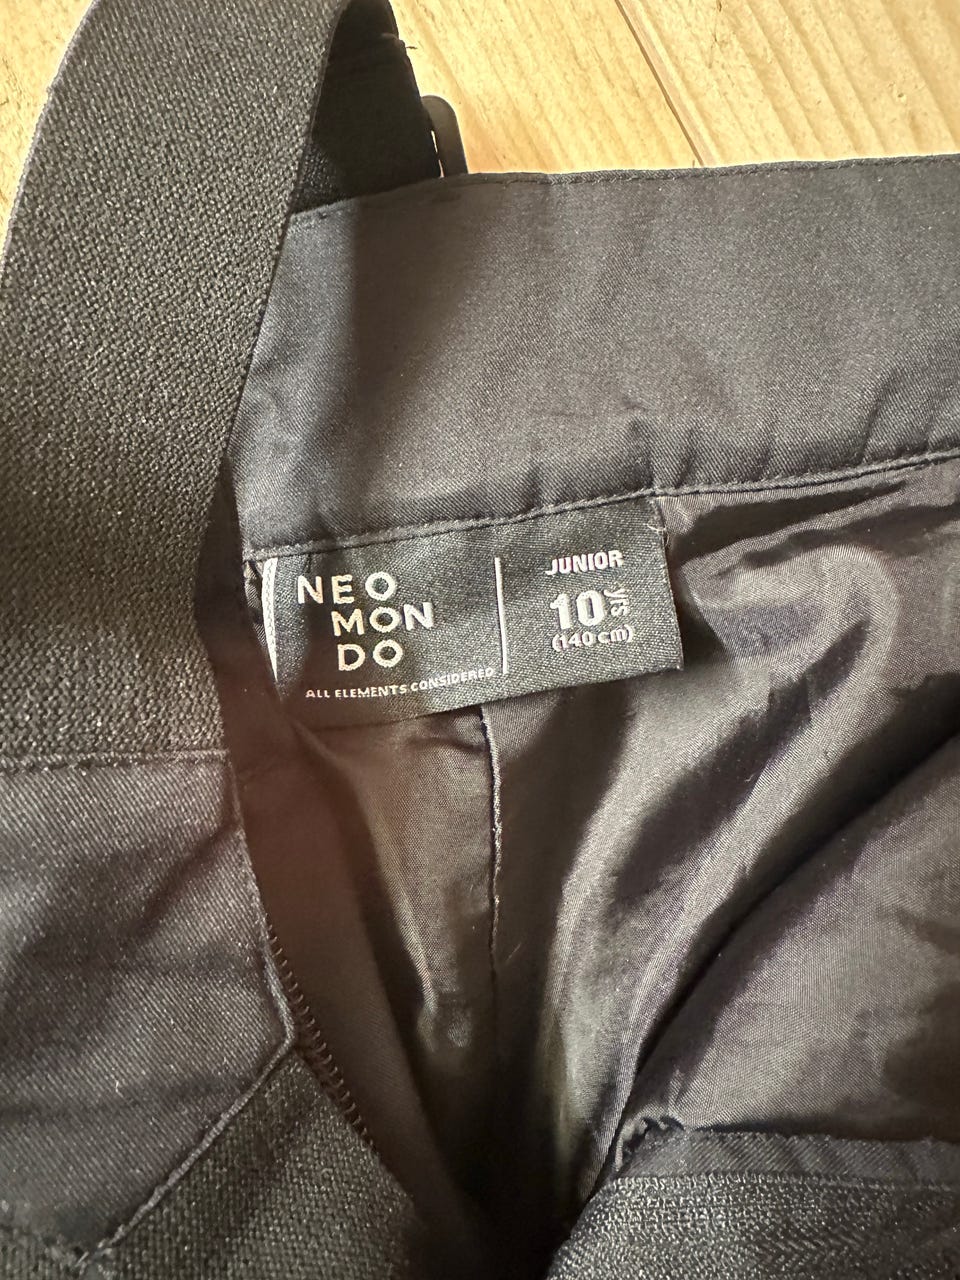 NEO
MON
DO
ALL ELEMENTS CONSIDERED
JUNIOR
10 y/s
(140 cm)